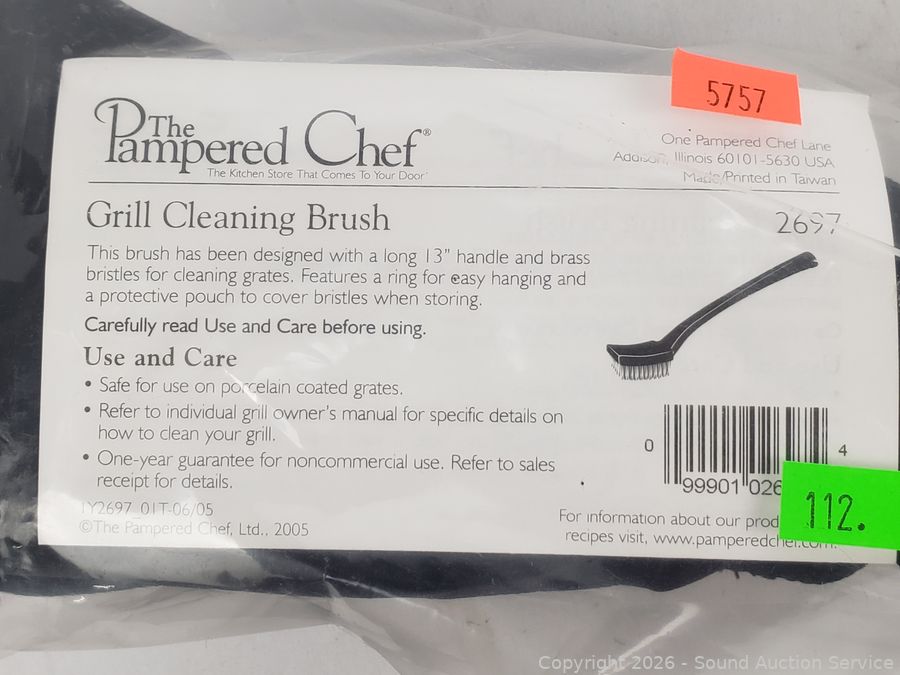 5757
The
Pampered Chef®
The Kitchen Store That Comes To Your Door®
One Pampered Chef Lane
Addison, Illinois 60101-5630 USA
Made/Printed in Taiwan
Grill Cleaning Brush
2697
This brush has been designed with a long 13" handle and brass
bristles for cleaning grates. Features a ring for easy hanging and
a protective pouch to cover bristles when storing.
Carefully read Use and Care before using.
Use and Care
• Safe for use on porcelain coated grates.
• Refer to individual grill owner's manual for specific details on
how to clean your grill.
• One-year guarantee for noncommercial use. Refer to sales
receipt for details.
0
4
99901 026
112.
1Y2697_01T-06/05
©The Pampered Chef, Ltd., 2005
For information about our
recipes visit, www.pamperedchef.com.
Copyright 2026 - Sound Auction Service